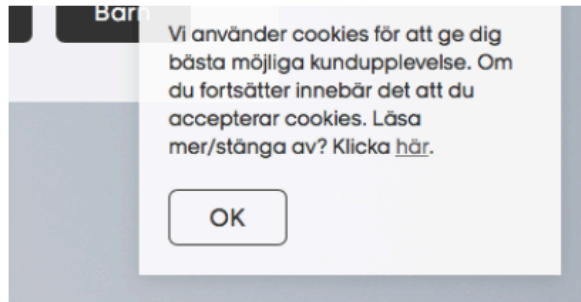 Barn
Vi använder cookies för att ge dig
bästa möjliga kundupplevelse. Om
du fortsätter innebär det att du
accepterar cookies. Läsa
mer/stänga av? Klicka här.
OK